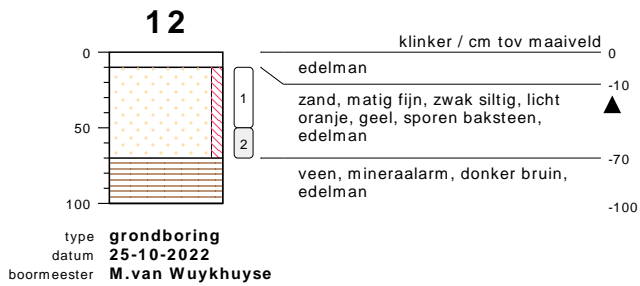 12
klinker / cm tov maaiveld
0
0
edelman
-10
1
zand, matig fijn, zwak siltig, licht
oranje, geel, sporen baksteen,
edelman
50
2
-70
veen, mineraalarm, donker bruin,
edelman
100
-100
type grondboring
datum 25-10-2022
boormeester M.van Wuykhuyse